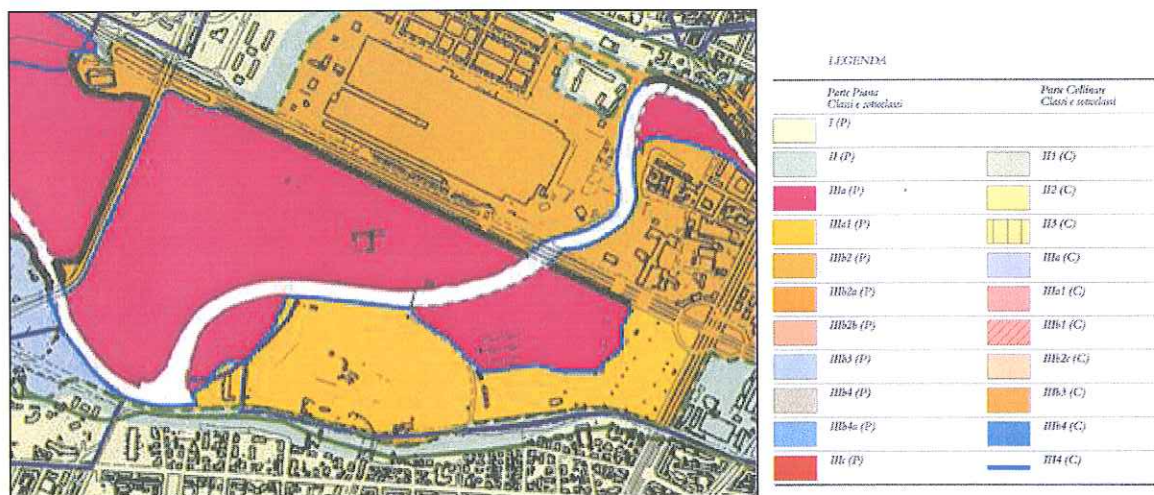 LEGENDA
Parte Piana
Classi e sottoclassi
Parte Collinare
Classi e sottoclassi
I (P)
II (P)
II1 (C)
IIIa (P)
II2 (C)
IIIa1 (P)
II3 (C)
IIIb2 (P)
IIIa (C)
IIIb2a (P)
IIIa1 (C)
IIIb2b (P)
IIIb1 (C)
IIIb3 (P)
IIIb2c (C)
IIIb4 (P)
IIIb3 (C)
IIIb4a (P)
IIIb4 (C)
IIIc (P)
III4 (C)